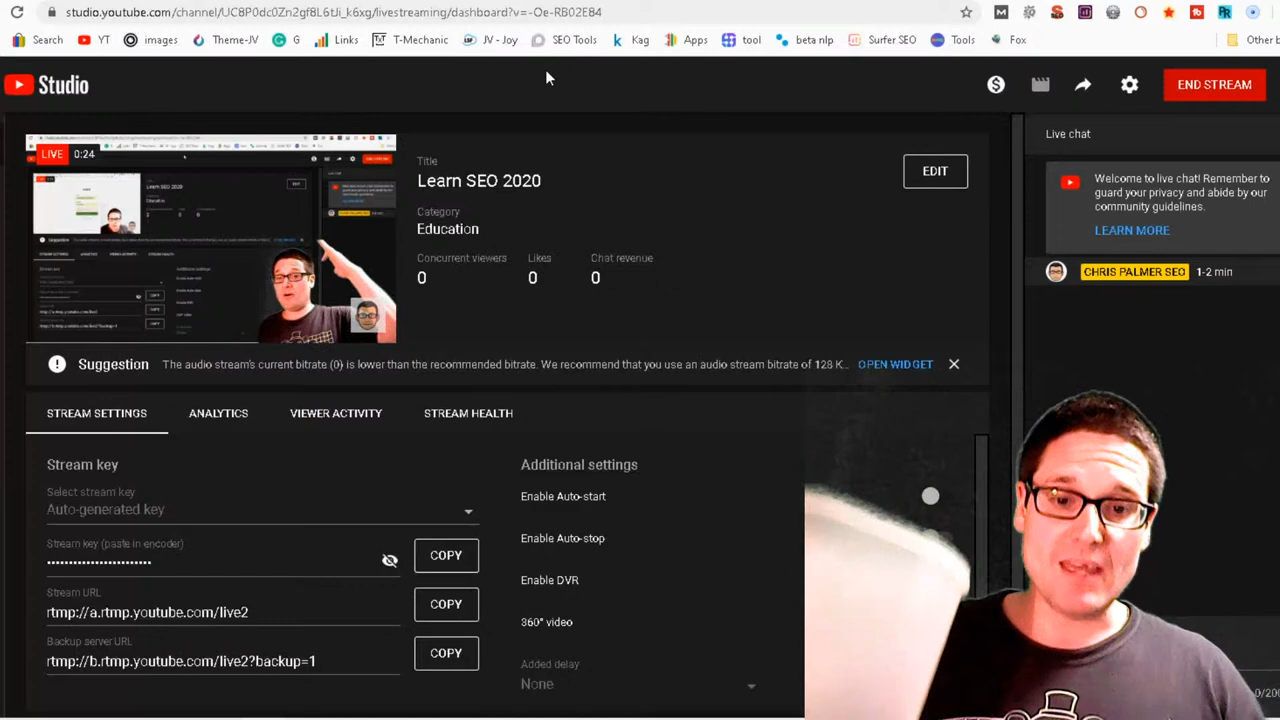 studio.youtube.com/channel/UC8P0dc0Zn2gf8L6tJi_k6xg/livestreaming/dashboard?v=-Oe-RB02E84
Search YT images Theme-JV G Links T-Mechanic JV - Joy SEO Tools Kag Apps tool beta nlp Surfer SEO Tools Fox Other b
Studio
END STREAM
LIVE 0:24
Title
Learn SEO 2020
EDIT
Category
Education
Concurrent viewers Likes Chat revenue
0 0 0
Live chat
Welcome to live chat! Remember to
guard your privacy and abide by our
community guidelines.
LEARN MORE
CHRIS PALMER SEO 1-2 min
Suggestion The audio stream's current bitrate (0) is lower than the recommended bitrate. We recommend that you use an audio stream bitrate of 128 K... OPEN WIDGET
STREAM SETTINGS ANALYTICS VIEWER ACTIVITY STREAM HEALTH
Stream key
Select stream key
Auto-generated key
Stream key (paste in encoder)
COPY
Stream URL
rtmp://a.rtmp.youtube.com/live2
COPY
Backup server URL
rtmp://b.rtmp.youtube.com/live2?backup=1
COPY
Additional settings
Enable Auto-start
Enable Auto-stop
Enable DVR
360° video
Added delay
None